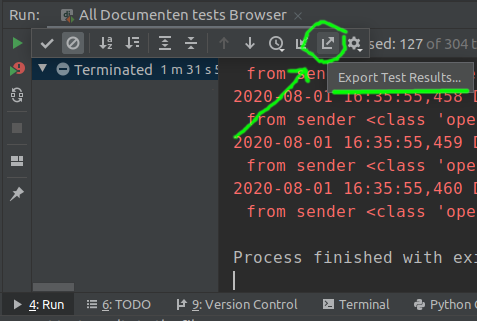 Run: All Documenten tests Browser
sed: 127 of 304 t
Terminated 1 m 31 s
Export Test Results...
from sender
2020-08-01 16:35:55,458 D
from sender <class 'ope
2020-08-01 16:35:55,459 D
from sender <class 'ope
2020-08-01 16:35:55,460 D
from sender <class 'ope
Process finished with exi
4: Run 6: TODO 9: Version Control Terminal Python